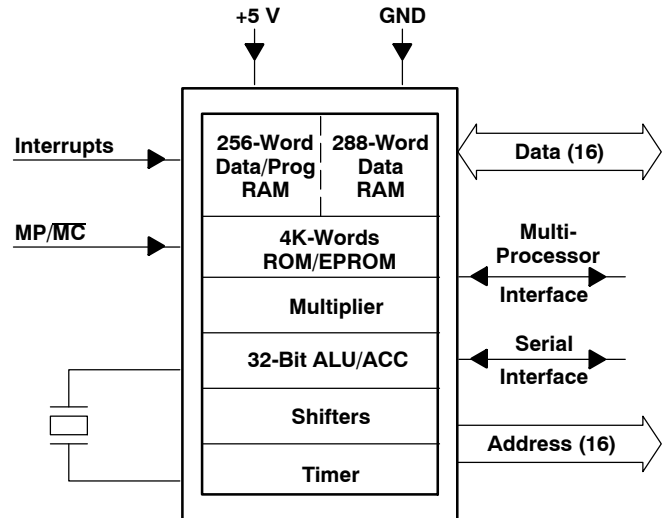 +5 V
GND
Interrupts
256-Word
Data/Prog
RAM
288-Word
Data
RAM
Data (16)
MP/M̅C̅
4K-Words
ROM/EPROM
Multi-
Processor
Interface
Multiplier
32-Bit ALU/ACC
Serial
Interface
Shifters
Address (16)
Timer